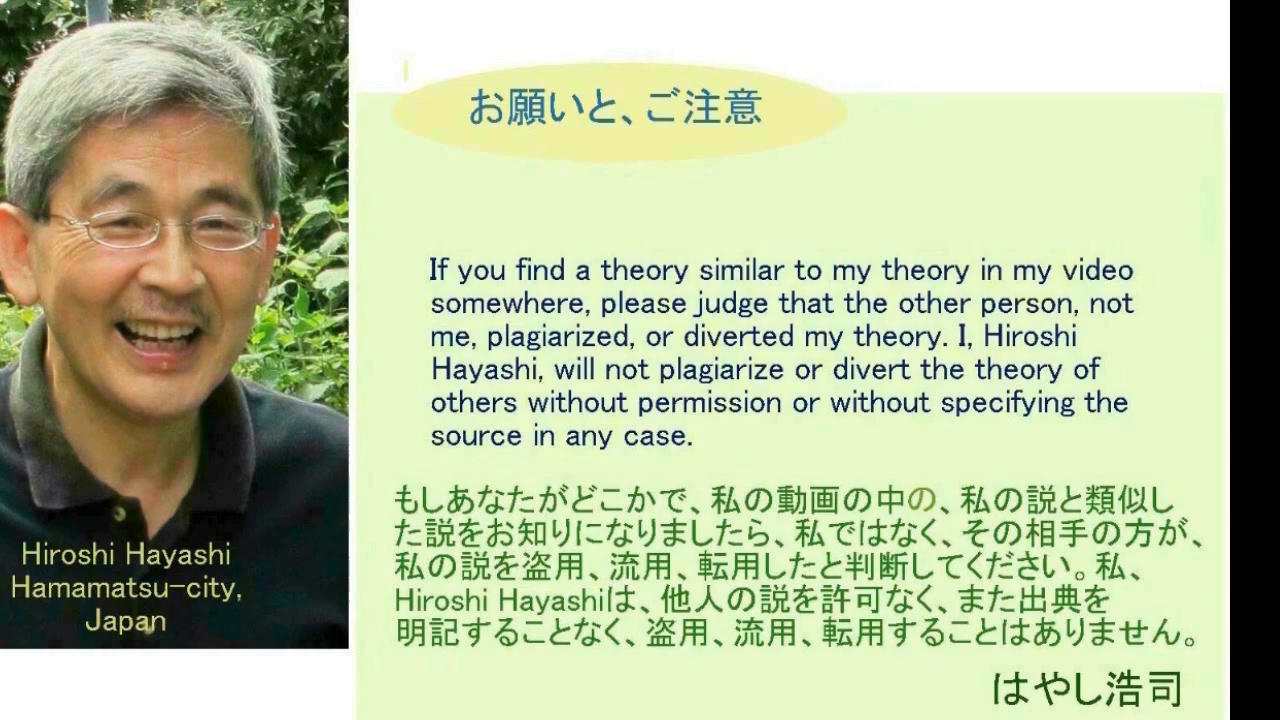 お願いと、ご注意
If you find a theory similar to my theory in my video
somewhere, please judge that the other person, not
me, plagiarized, or diverted my theory. I, Hiroshi
Hayashi, will not plagiarize or divert the theory of
others without permission or without specifying the
source in any case.
もしあなたがどこかで、私の動画の中の、私の説と類似し
た説をお知りになりましたら、私ではなく、その相手の方が、
私の説を盗用、流用、転用したと判断してください。私、
Hiroshi Hayashiは、他人の説を許可なく、また出典を
明記することなく、盗用、流用、転用することはありません。
はやし浩司
Hiroshi Hayashi
Hamamatsu-city,
Japan